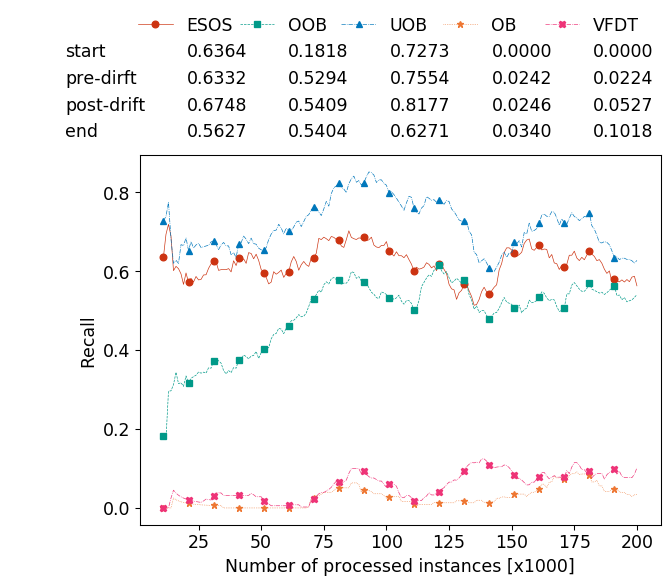 ESOS OOB UOB OB VFDT
start 0.6364 0.1818 0.7273 0.0000 0.0000
pre-dirft 0.6332 0.5294 0.7554 0.0242 0.0224
post-drift 0.6748 0.5409 0.8177 0.0246 0.0527
end 0.5627 0.5404 0.6271 0.0340 0.1018
0.8
0.6
0.4
0.2
0.0
Recall
25 50 75 100 125 150 175 200
Number of processed instances [x1000]